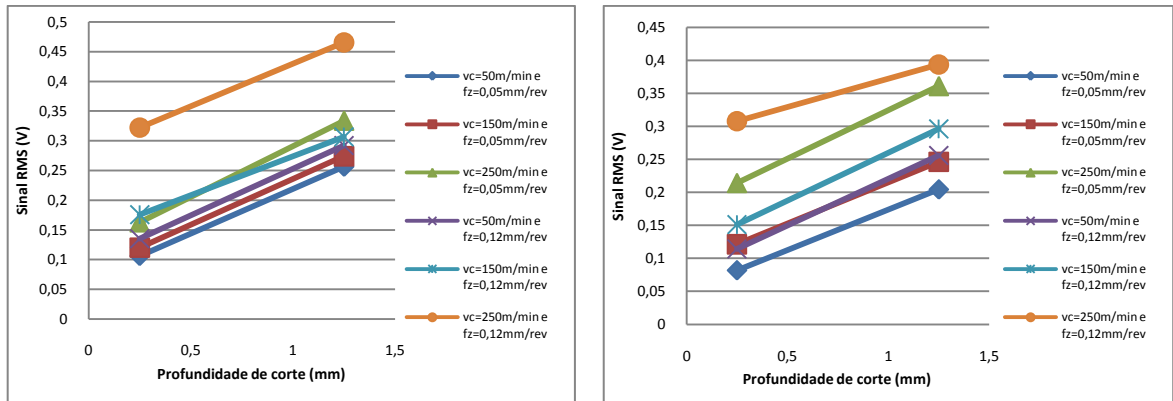 0,5
0,45
0,4
0,35
0,3
0,25
0,2
0,15
0,1
0,05
0
Sinal RMS (V)
0
0,5
1
1,5
Profundidade de corte (mm)
vc=50m/min e
fz=0,05mm/rev
vc=150m/min e
fz=0,05mm/rev
vc=250m/min e
fz=0,05mm/rev
vc=50m/min e
fz=0,12mm/rev
vc=150m/min e
fz=0,12mm/rev
vc=250m/min e
fz=0,12mm/rev
0,45
0,4
0,35
0,3
0,25
0,2
0,15
0,1
0,05
0
Sinal RMS (V)
0
0,5
1
1,5
Profundidade de corte (mm)
vc=50m/min e
fz=0,05mm/rev
vc=150m/min e
fz=0,05mm/rev
vc=250m/min e
fz=0,05mm/rev
vc=50m/min e
fz=0,12mm/rev
vc=150m/min e
fz=0,12mm/rev
vc=250m/min e
fz=0,12mm/rev